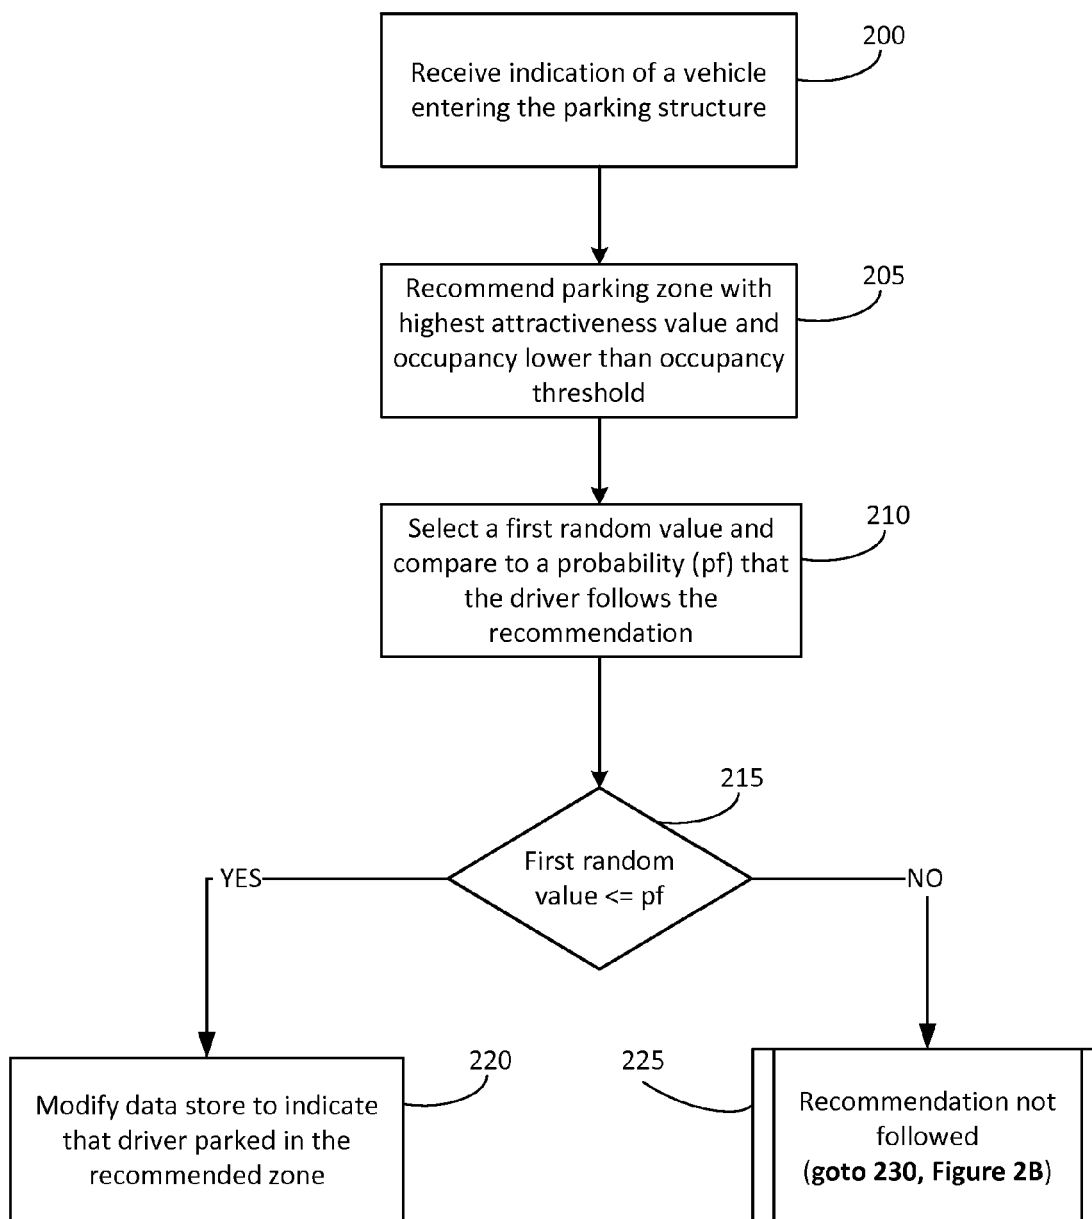 200
Receive indication of a vehicle
entering the parking structure
205
Recommend parking zone with
highest attractiveness value and
occupancy lower than occupancy
threshold
210
Select a first random value and
compare to a probability (pf) that
the driver follows the
recommendation
215
First random
value <= pf
YES
NO
220
Modify data store to indicate
that driver parked in the
recommended zone
225
Recommendation not
followed
(goto 230, Figure 2B)